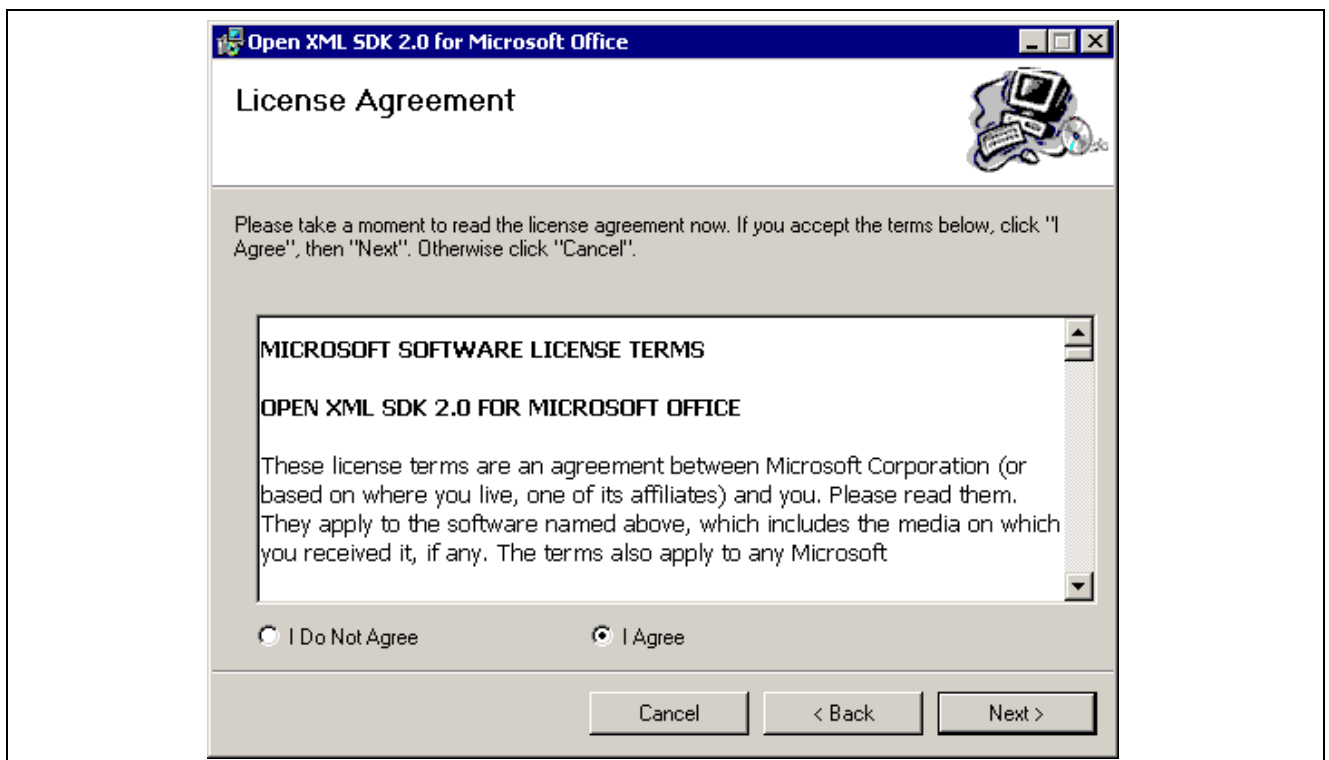 Open XML SDK 2.0 for Microsoft Office
License Agreement
Please take a moment to read the license agreement now. If you accept the terms below, click "I
Agree", then "Next". Otherwise click "Cancel".
MICROSOFT SOFTWARE LICENSE TERMS
OPEN XML SDK 2.0 FOR MICROSOFT OFFICE
These license terms are an agreement between Microsoft Corporation (or
based on where you live, one of its affiliates) and you. Please read them.
They apply to the software named above, which includes the media on which
you received it, if any. The terms also apply to any Microsoft
I Do Not Agree
I Agree
Cancel
< Back
Next >